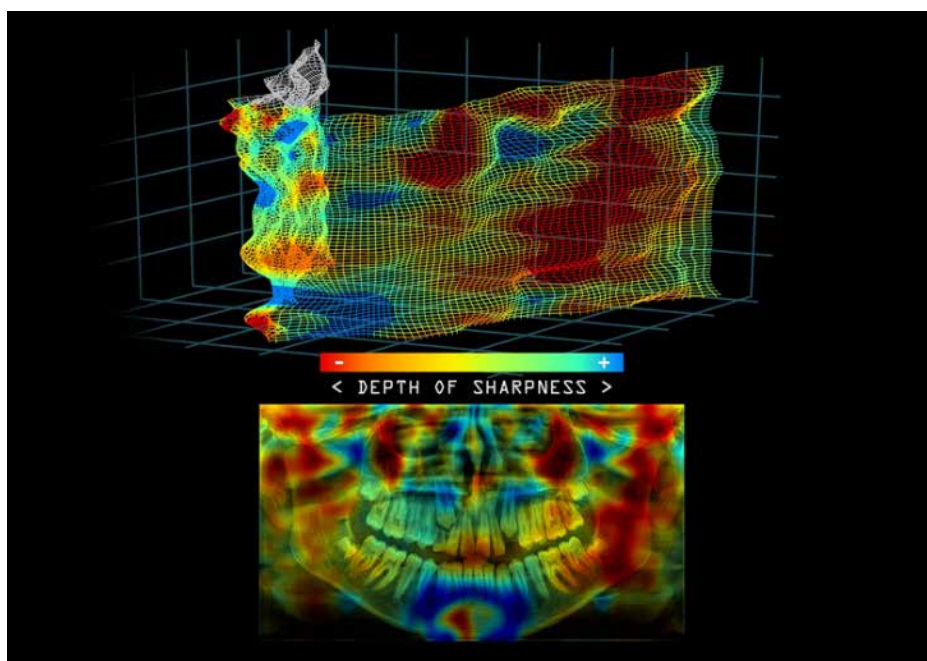 - +
< DEPTH OF SHARPNESS >